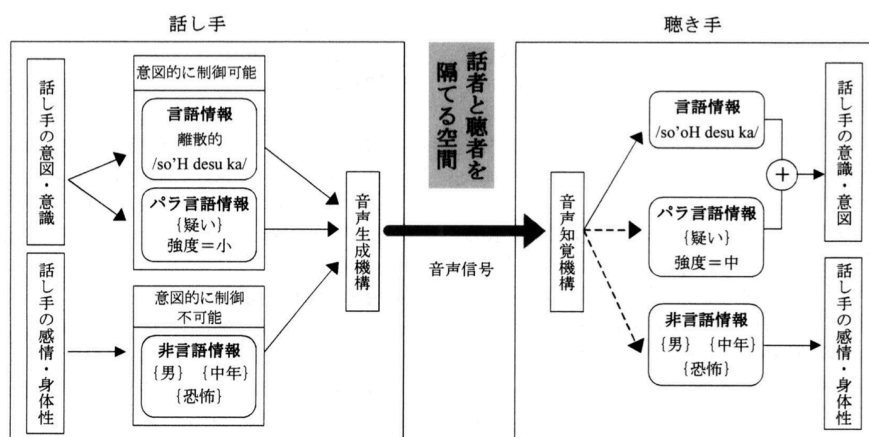 話し手
話し手の意図・意識
意図的に制御可能
言語情報
離散的
/so’H desu ka/
パラ言語情報
{疑い}
強度＝小
話し手の感情・身体性
意図的に制御
不可能
非言語情報
{男} {中年}
{恐怖}
音声生成機構
話者と聴者を
隔てる空間
音声信号
聴き手
音声知覚機構
言語情報
/so’oH desu ka/
パラ言語情報
{疑い}
強度＝中
非言語情報
{男} {中年}
{恐怖}
+
話し手の意識・意図
話し手の感情・身体性